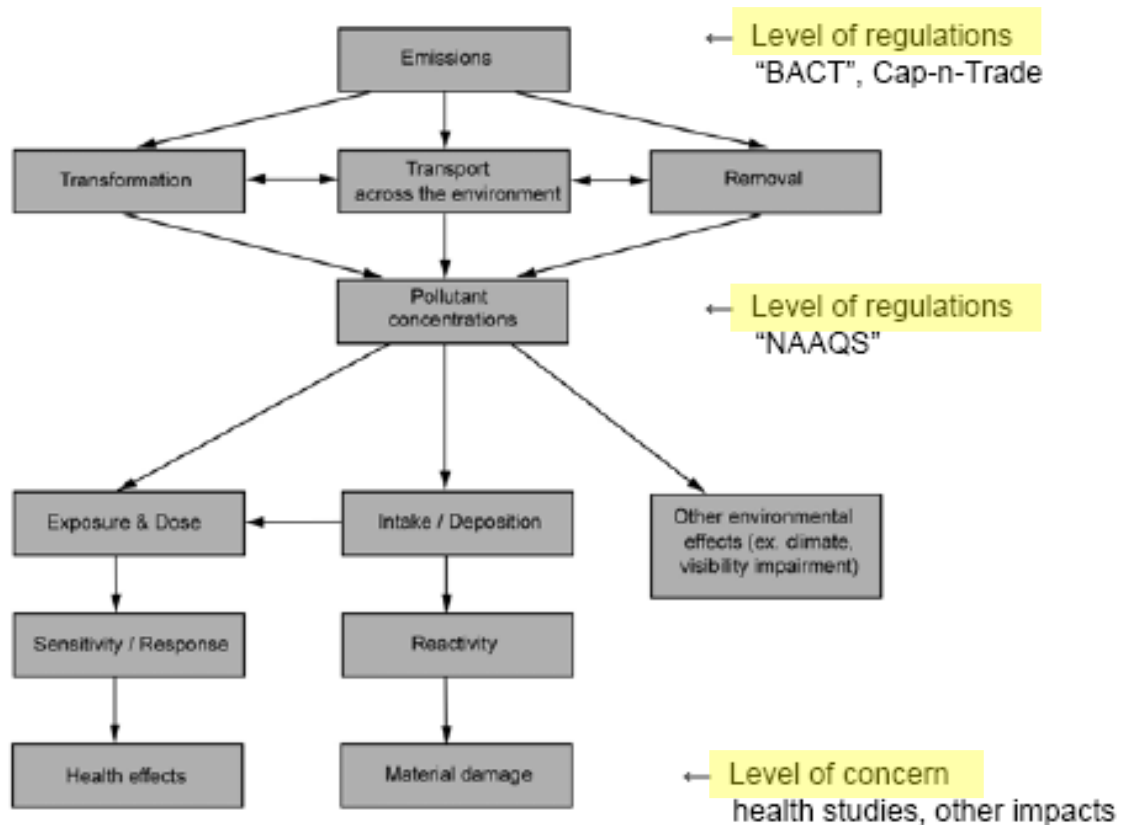 Emissions
← Level of regulations
“BACT”, Cap-n-Trade
Transformation
Transport
across the environment
Removal
Pollutant
concentrations
← Level of regulations
“NAAQS”
Exposure & Dose
Intake / Deposition
Other environmental
effects (ex. climate,
visibility impairment)
Sensitivity / Response
Reactivity
Health effects
Material damage
← Level of concern
health studies, other impacts